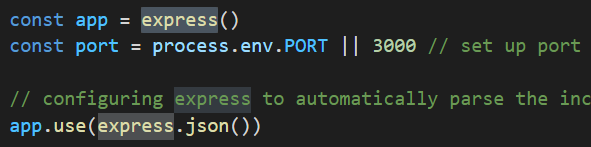 const app = express()
const port = process.env.PORT || 3000 // set up port
// configuring express to automatically parse the inc
app.use(express.json())